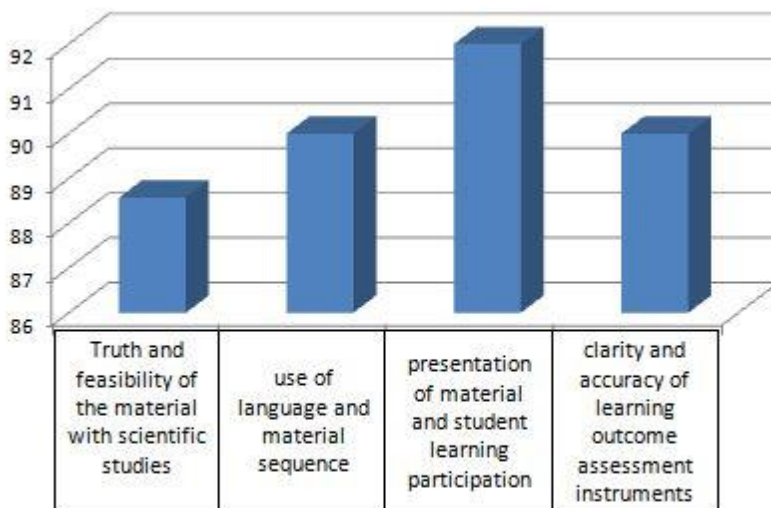 92
91
90
89
88
87
86
Truth and
feasibility of
the material
with scientific
studies
use of
language and
material
sequence
presentation
of material
and student
learning
participation
clarity and
accuracy of
learning
outcome
assessment
instruments